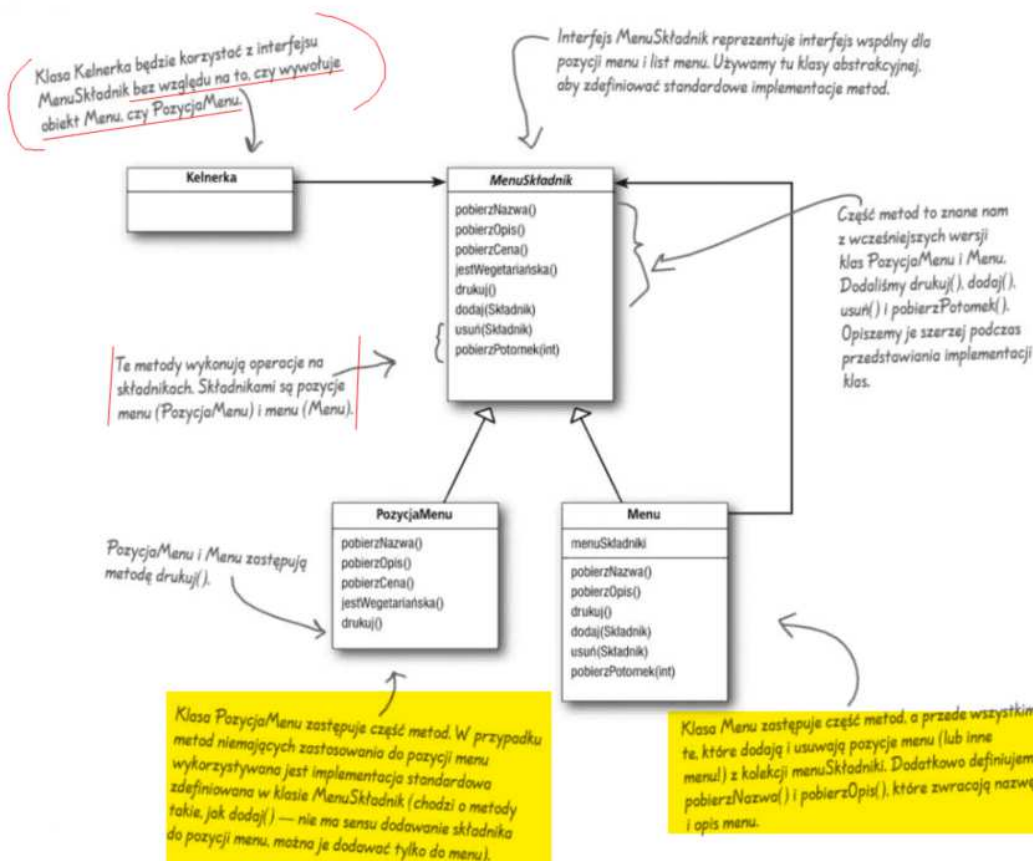 Klasa Kelnerka będzie korzystać z interfejsu
MenuSkładnik bez względu na to, czy wywołuje
obiekt Menu, czy PozycjaMenu.
Interfejs MenuSkładnik reprezentuje interfejs wspólny dla
pozycji menu i list menu. Używamy tu klasy abstrakcyjnej,
aby zdefiniować standardowe implementacje metod.
Kelnerka
MenuSkładnik
pobierzNazwa()
pobierzOpis()
pobierzCena()
jestWegetariańska()
drukuj()
dodaj(Składnik)
usuń(Składnik)
pobierzPotomek(int)
Część metod to znane nam
z wcześniejszych wersji
klas PozycjaMenu i Menu.
Dodaliśmy drukuj(), dodaj(),
usuń() i pobierzPotomek().
Opiszemy je szerzej podczas
przedstawiania implementacji
klas.
Te metody wykonują operacje na
składnikach. Składnikami są pozycje
menu (PozycjaMenu) i menu (Menu).
PozycjaMenu
pobierzNazwa()
pobierzOpis()
pobierzCena()
jestWegetariańska()
drukuj()
Menu
menuSkładniki
pobierzNazwa()
pobierzOpis()
drukuj()
dodaj(Składnik)
usuń(Składnik)
pobierzPotomek(int)
PozycjaMenu i Menu zastępują
metodę drukuj().
Klasa PozycjaMenu zastępuje część metod. W przypadku
metod niemających zastosowania do pozycji menu
wykorzystywana jest implementacja standardowa
zdefiniowana w klasie MenuSkładnik (chodzi o metody
takie, jak dodaj() — nie ma sensu dodawanie składnika
do pozycji menu, można je dodawać tylko do menu).
Klasa Menu zastępuje część metod, a przede wszystkim
te, które dodają i usuwają pozycje menu (lub inne
menu!) z kolekcji menuSkładniki. Dodatkowo definiujem
pobierzNazwa() i pobierzOpis(), które zwracają nazwę
i opis menu.